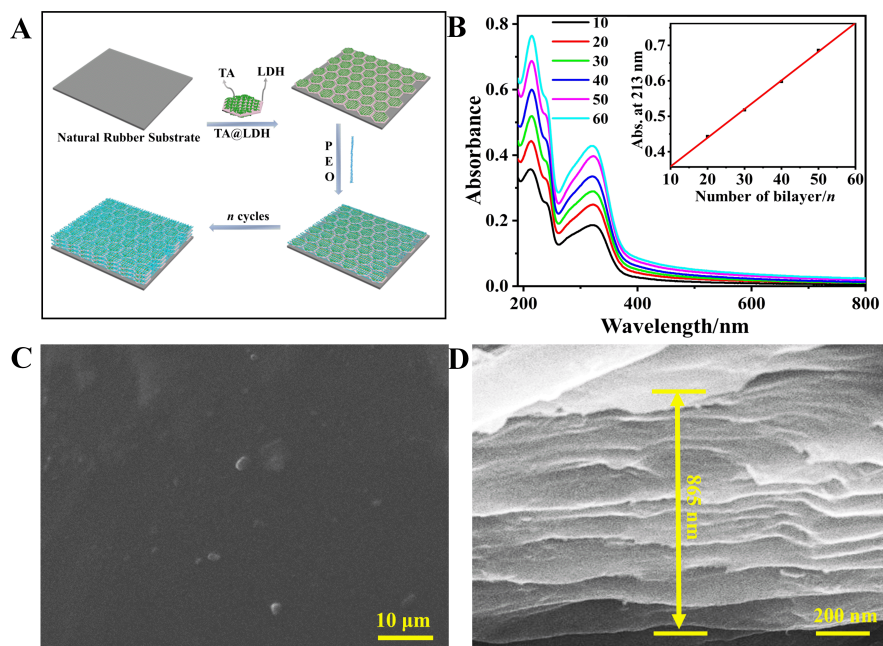 A
TA
LDH
Natural Rubber Substrate
TA@LDH
P
E
O
n cycles
B
Absorbance
0.8
0.6
0.4
0.2
0.0
200
400
600
800
Wavelength/nm
10
20
30
40
50
60
Abs. at 213 nm
0.7
0.6
0.5
0.4
10
20
30
40
50
60
Number of bilayer/n
C
10 μm
D
865 nm
200 nm